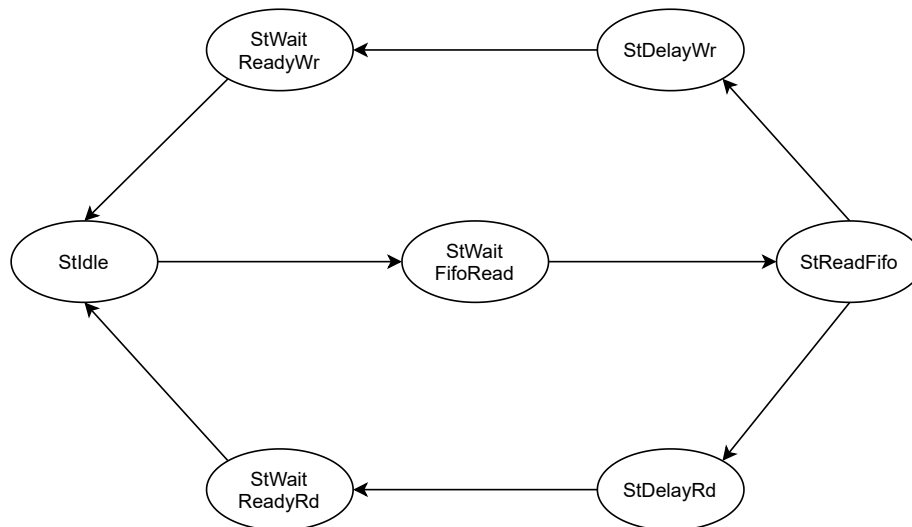 StWait
ReadyWr
StDelayWr
StIdle
StWait
FifoRead
StReadFifo
StWait
ReadyRd
StDelayRd